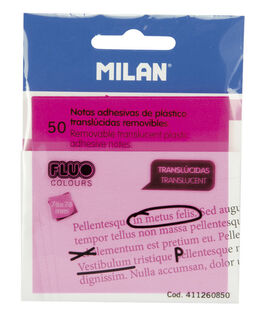 MILAN®
Notas adhesivas de plástico
translúcidas removibles
50
Removable translucent plastic
adhesive notes
FLUO
COLOURS
TRANSLÚCIDAS
TRANSLUCENT
76x76
mm
Pellentesque in metus felis. Sed augue
tempor tellus non massa pellentesque
elementum est pretium eu. Pellent
X P
Vestibulum tristique P
diam. Nulla accumsan, dolor
Cod. 411260850